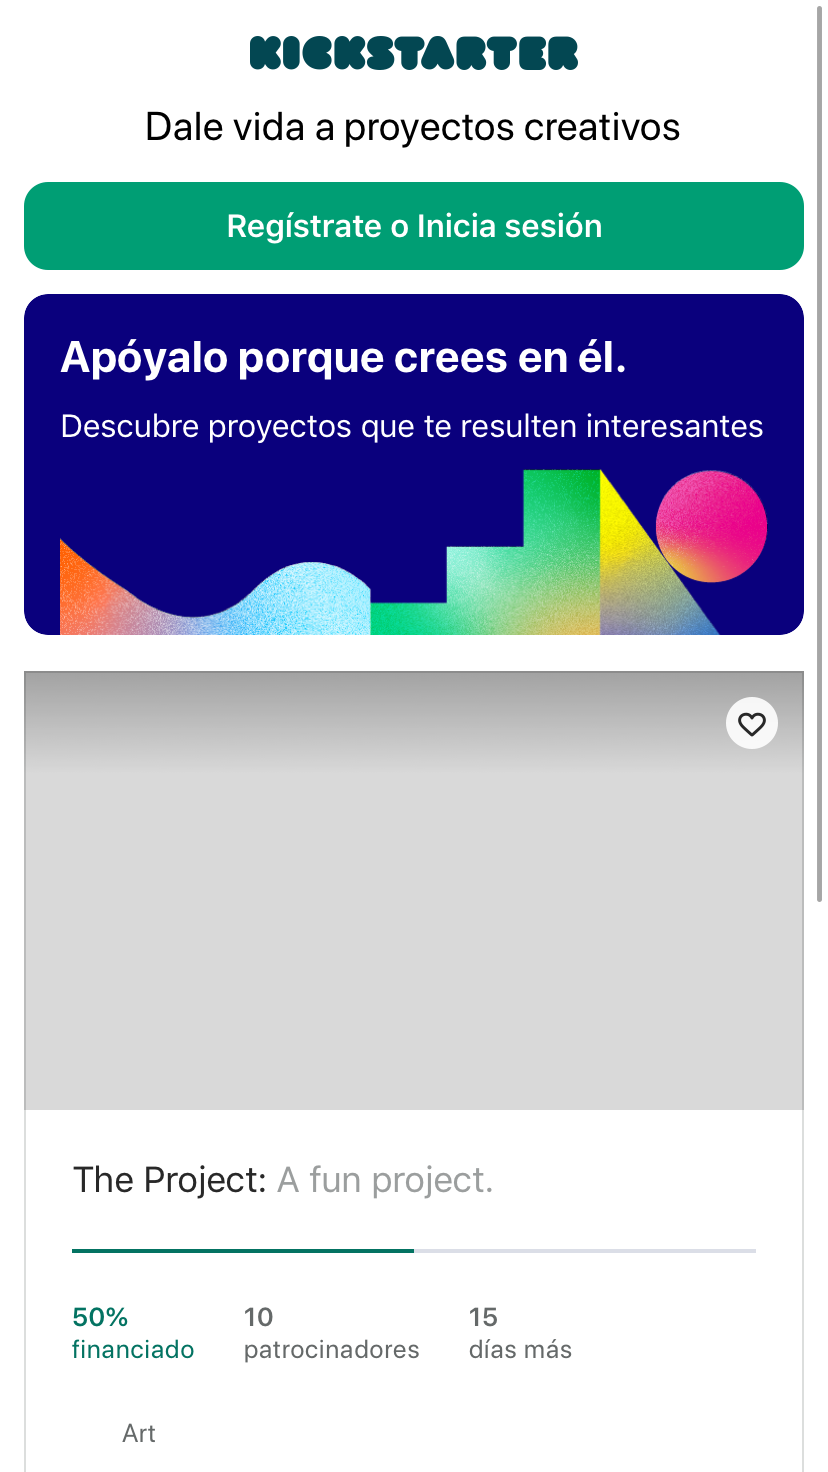 KICKSTARTER
Dale vida a proyectos creativos
Regístrate o Inicia sesión
Apóyalo porque crees en él.
Descubre proyectos que te resulten interesantes
The Project: A fun project.
50%
financiado
10
patrocinadores
15
días más
Art